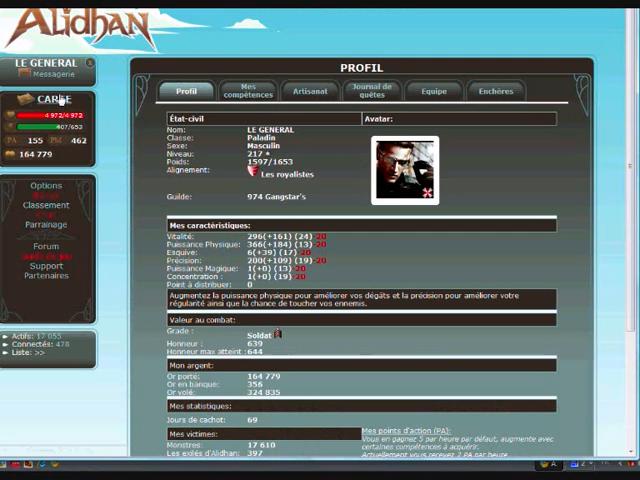 Alidhan
LE GENERAL
Messagerie
CARTE
4 972/4 972
407/653
PA 155 PM 462
164 779
Options
Classement
Parrainage
Forum
Support
Partenaires
Actifs: 17 055
Connectés: 478
Liste: >>
PROFIL
Profil
Mes compétences
Artisanat
Journal de quêtes
Equipe
Enchères
État-civil
Avatar:
Nom: LE GENERAL
Classe: Paladin
Sexe: Masculin
Niveau: 217 *
Poids: 1597/1653
Alignement: Les royalistes
Guilde: 974 Gangstar's
Mes caractéristiques:
Vitalité: 296(+161) (24)-20
Puissance Physique: 366(+184) (13)-20
Esquive: 6(+39) (17)-20
Précision: 200(+109) (19)-20
Puissance Magique: 1(+0) (13)-20
Concentration : 1(+0) (19)-20
Point à distribuer: 0
Augmentez la puissance physique pour améliorer vos dégâts et la précision pour améliorer votre
régularité ainsi que la chance de toucher vos ennemis.
Valeur au combat:
Grade : Soldat
Honneur : 639
Honneur max atteint : 644
Mon argent:
Or porté: 164 779
Or en banque: 356
Or volé: 324 835
Mes statistiques:
Jours de cachot: 69
Mes victimes:
Monstres: 17 610
Les exilés d'Alidhan: 397
Mes points d'action (PA):
Vous en gagnez 5 par heure par défaut, augmente avec
certaines compétences à acquérir.
Actuellement vous recevez 2 PA par heure